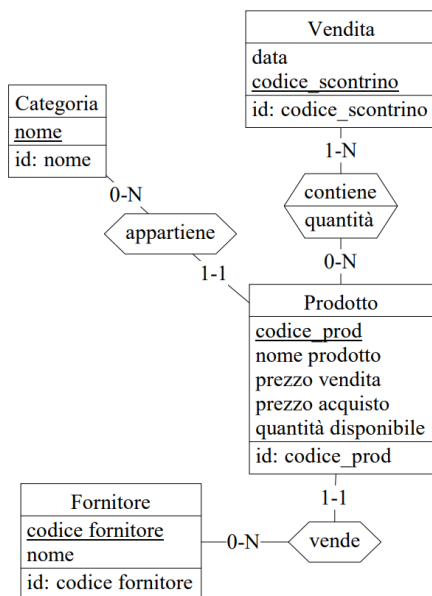 Vendita
data
codice_scontrino
id: codice_scontrino
Categoria
nome
id: nome
1-N
0-N
contiene
quantità
appartiene
0-N
1-1
Prodotto
codice_prod
nome prodotto
prezzo vendita
prezzo acquisto
quantità disponibile
id: codice_prod
1-1
Fornitore
codice fornitore
nome
id: codice fornitore
0-N
vende